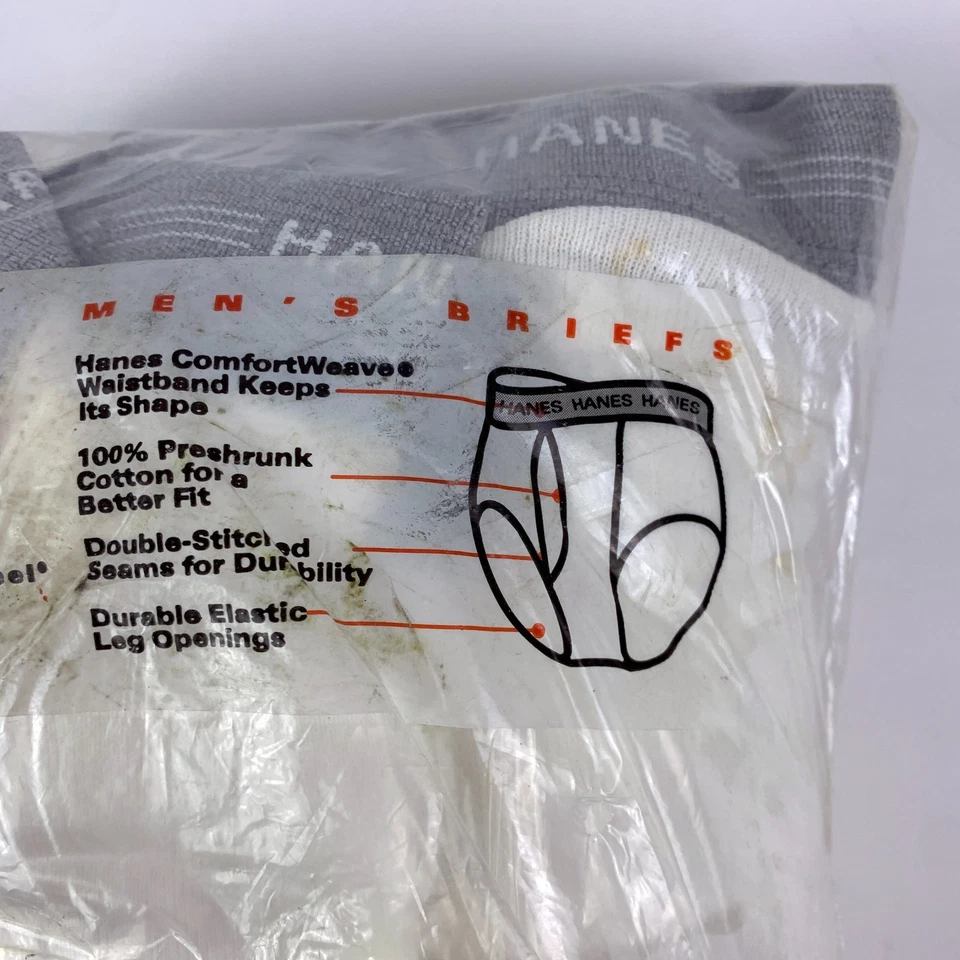 HANES
HA
MEN'S BRIEFS
Hanes ComfortWeave®
Waistband Keeps
Its Shape
HANES HANES HANES
100% Preshrunk
Cotton for a
Better Fit
Double-Stitched
Seams for Durability
Durable Elastic
Leg Openings